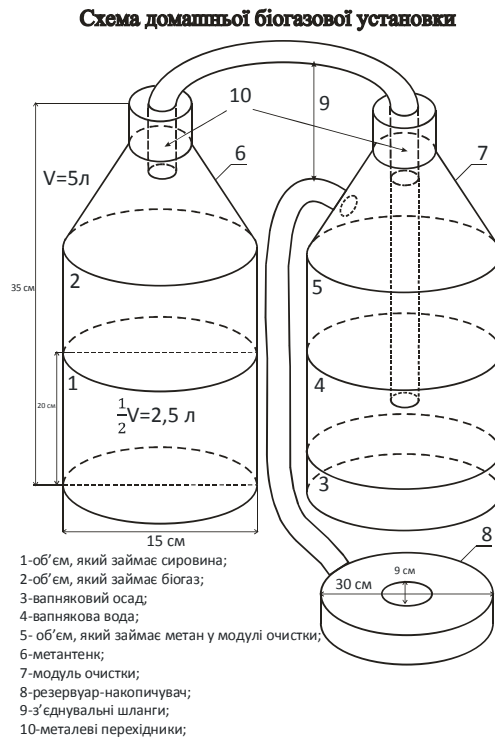 Схема домашньої біогазової установки
10
9
6
7
V=5л
35 см
2
5
1
4
20 см
1/2 V=2,5 л
3
15 см
8
9 см
30 см
1-об’єм, який займає сировина;
2-об’єм, який займає біогаз;
3-вапняковий осад;
4-вапнякова вода;
5- об’єм, який займає метан у модулі очистки;
6-метантенк;
7-модуль очистки;
8-резервуар-накопичувач;
9-з’єднувальні шланги;
10-металеві перехідники;